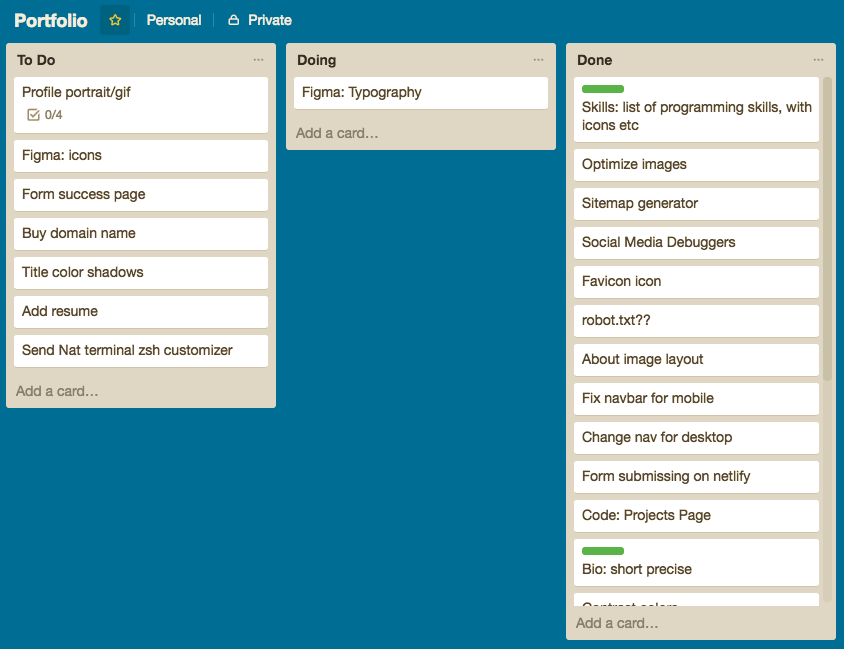 Portfolio
Personal
Private
To Do
...
Profile portrait/gif
0/4
Figma: icons
Form success page
Buy domain name
Title color shadows
Add resume
Send Nat terminal zsh customizer
Add a card...
Doing
...
Figma: Typography
Add a card...
Done
...
Skills: list of programming skills, with
icons etc
Optimize images
Sitemap generator
Social Media Debuggers
Favicon icon
robot.txt??
About image layout
Fix navbar for mobile
Change nav for desktop
Form submissing on netlify
Code: Projects Page
Bio: short precise
Contrast colors
Add a card...